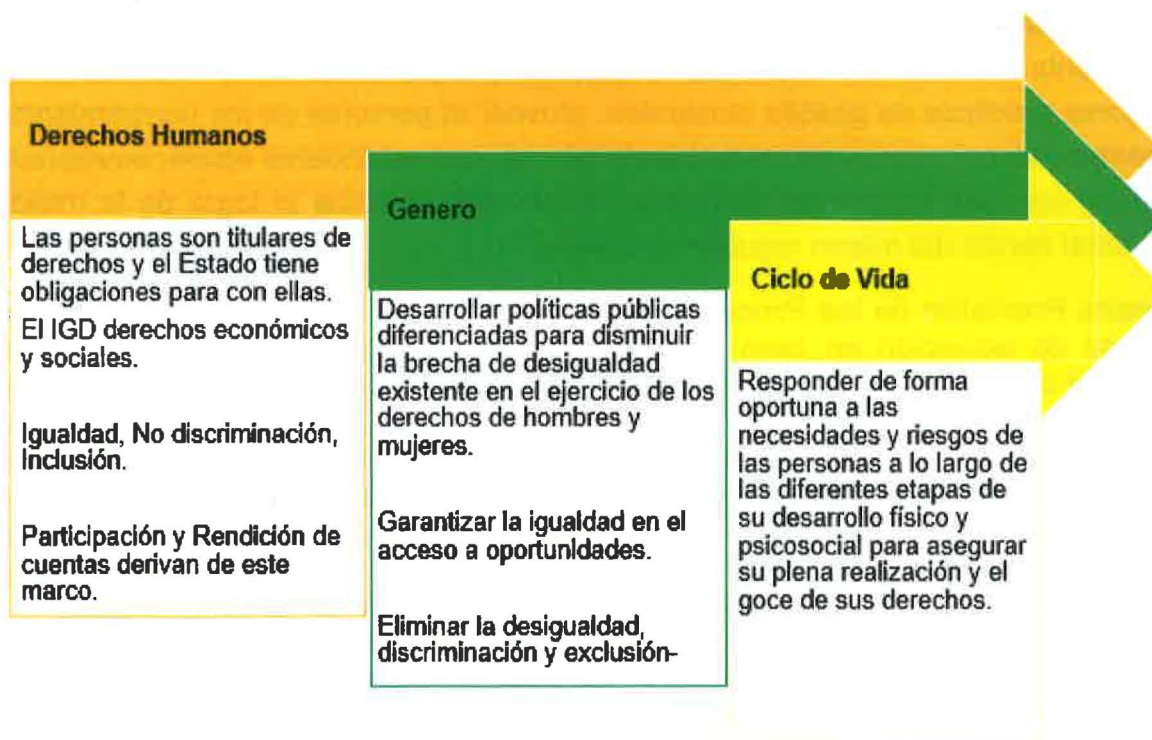 Derechos Humanos
Las personas son titulares de
derechos y el Estado tiene
obligaciones para con ellas.
El IGD derechos económicos
y sociales.
Igualdad, No discriminación,
Inclusión.
Participación y Rendición de
cuentas derivan de este
marco.
Genero
Desarrollar políticas públicas
diferenciadas para disminuir
la brecha de desigualdad
existente en el ejercicio de los
derechos de hombres y
mujeres.
Garantizar la igualdad en el
acceso a oportunidades.
Eliminar la desigualdad,
discriminación y exclusión-
Ciclo de Vida
Responder de forma
oportuna a las
necesidades y riesgos de
las personas a lo largo de
las diferentes etapas de
su desarrollo físico y
psicosocial para asegurar
su plena realización y el
goce de sus derechos.